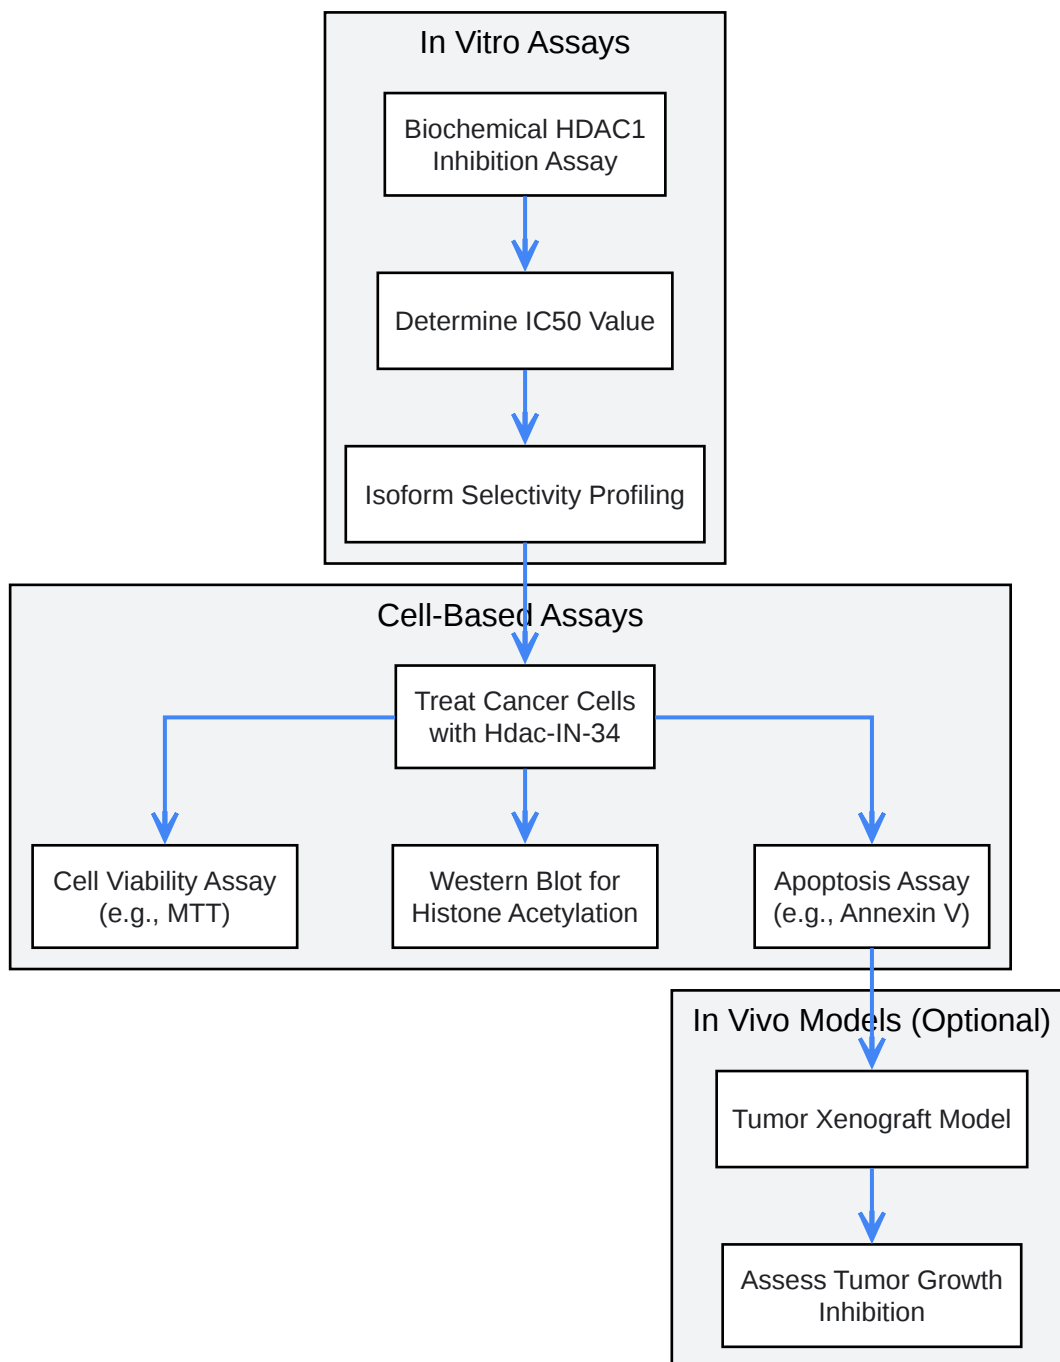 In Vitro Assays
Biochemical HDAC1
Inhibition Assay
Determine IC50 Value
Isoform Selectivity Profiling
Cell-Based Assays
Treat Cancer Cells
with Hdac-IN-34
Cell Viability Assay
(e.g., MTT)
Western Blot for
Histone Acetylation
Apoptosis Assay
(e.g., Annexin V)
In Vivo Models (Optional)
Tumor Xenograft Model
Assess Tumor Growth
Inhibition